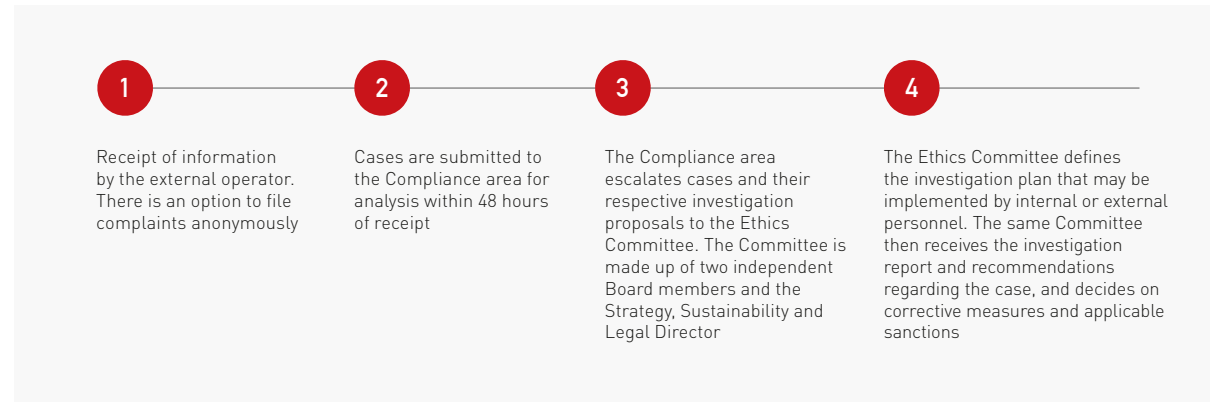 1
Receipt of information
by the external operator.
There is an option to file
complaints anonymously
2
Cases are submitted to
the Compliance area for
analysis within 48 hours
of receipt
3
The Compliance area
escalates cases and their
respective investigation
proposals to the Ethics
Committee. The Committee is
made up of two independent
Board members and the
Strategy, Sustainability and
Legal Director
4
The Ethics Committee defines
the investigation plan that may be
implemented by internal or external
personnel. The same Committee
then receives the investigation
report and recommendations
regarding the case, and decides on
corrective measures and applicable
sanctions